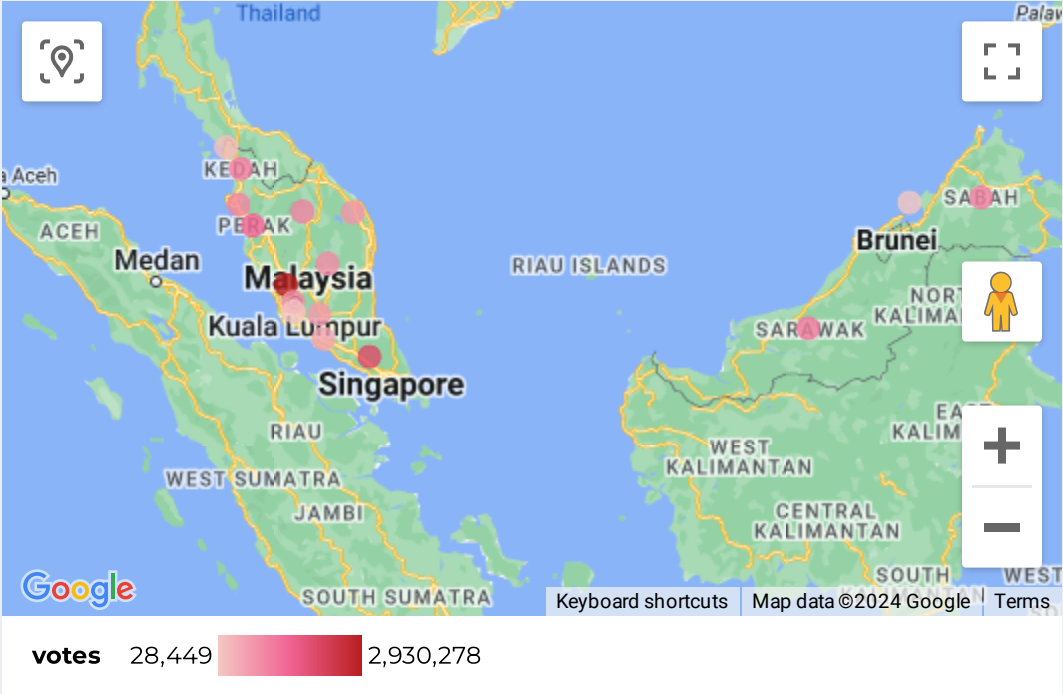 Thailand
Palaw
KEDAH
a Aceh
SABAH
ACEH
PERAK
Brunei
Medan
RIAU ISLANDS
Malaysia
NORT
KALIMA
Kuala Lumpur
SARAWAK
Singapore
EAST
KALIM
RIAU
WEST
KALIMANTAN
WEST SUMATRA
JAMBI
CENTRAL
KALIMANTAN
SOUTH
WEST
SOUTH SUMATRA
Google
Keyboard shortcuts
Map data ©2024 Google
Terms
votes 28,449 2,930,278